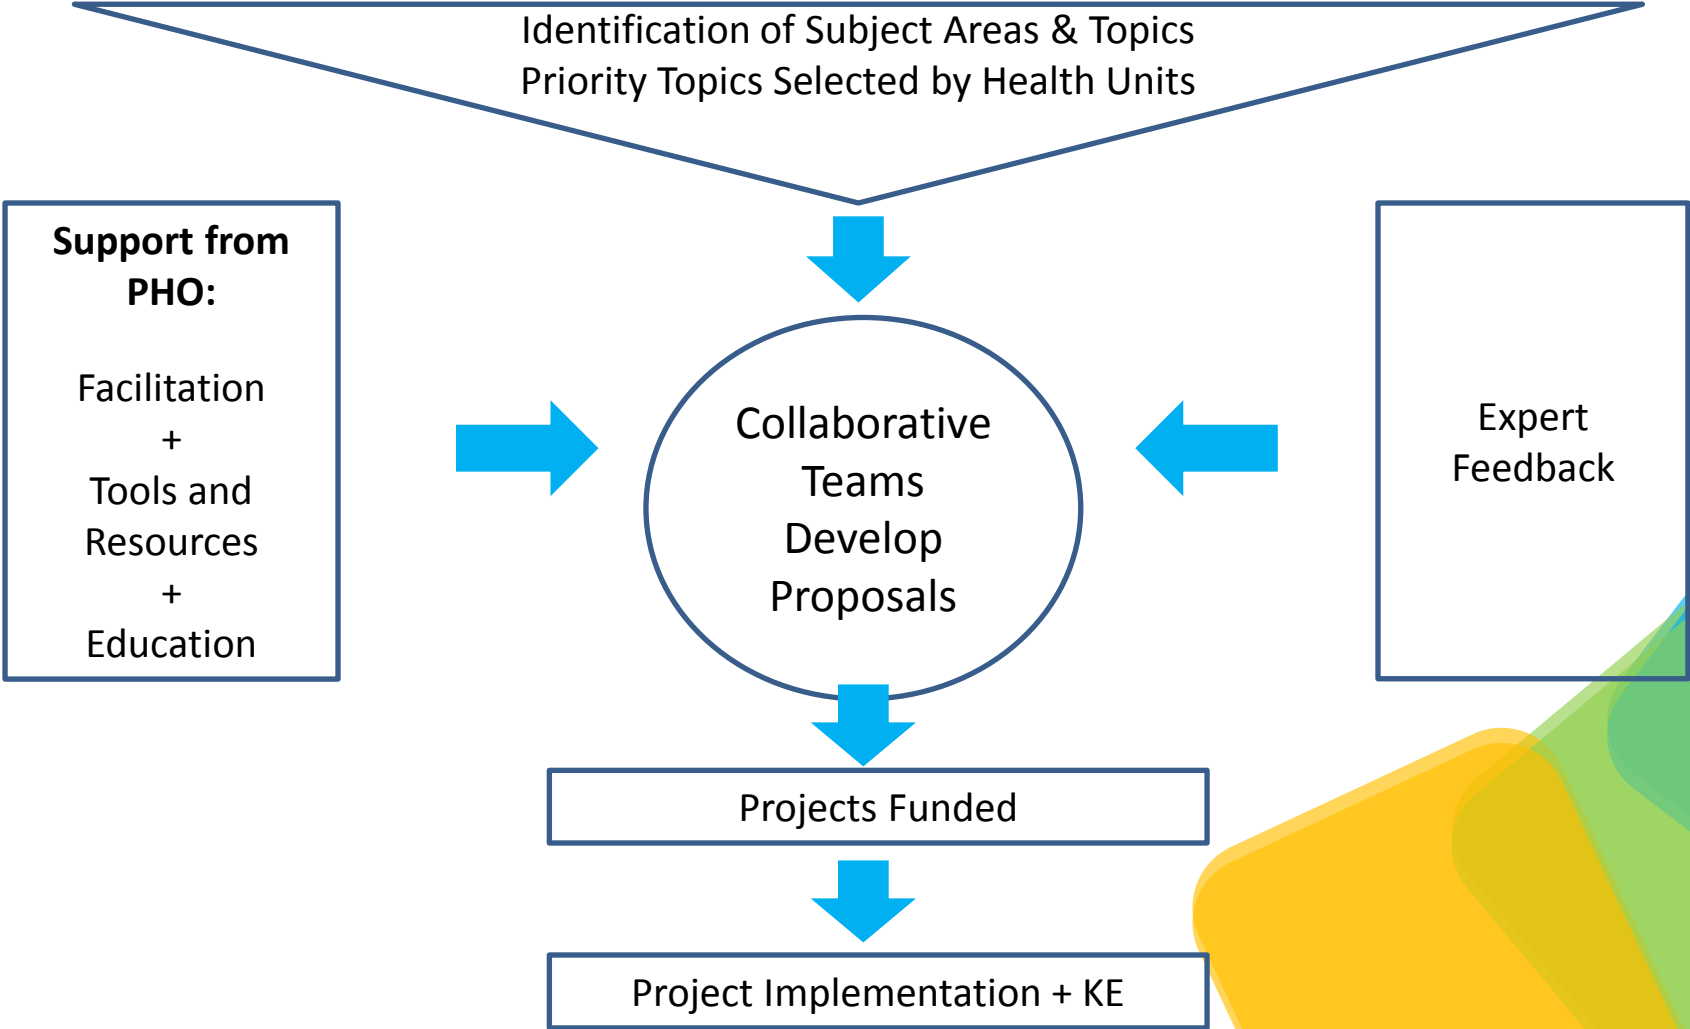 Identification of Subject Areas & Topics
Priority Topics Selected by Health Units
Support from
PHO:
Facilitation
+
Tools and
Resources
+
Education
Collaborative
Teams
Develop
Proposals
Expert
Feedback
Projects Funded
Project Implementation + KE